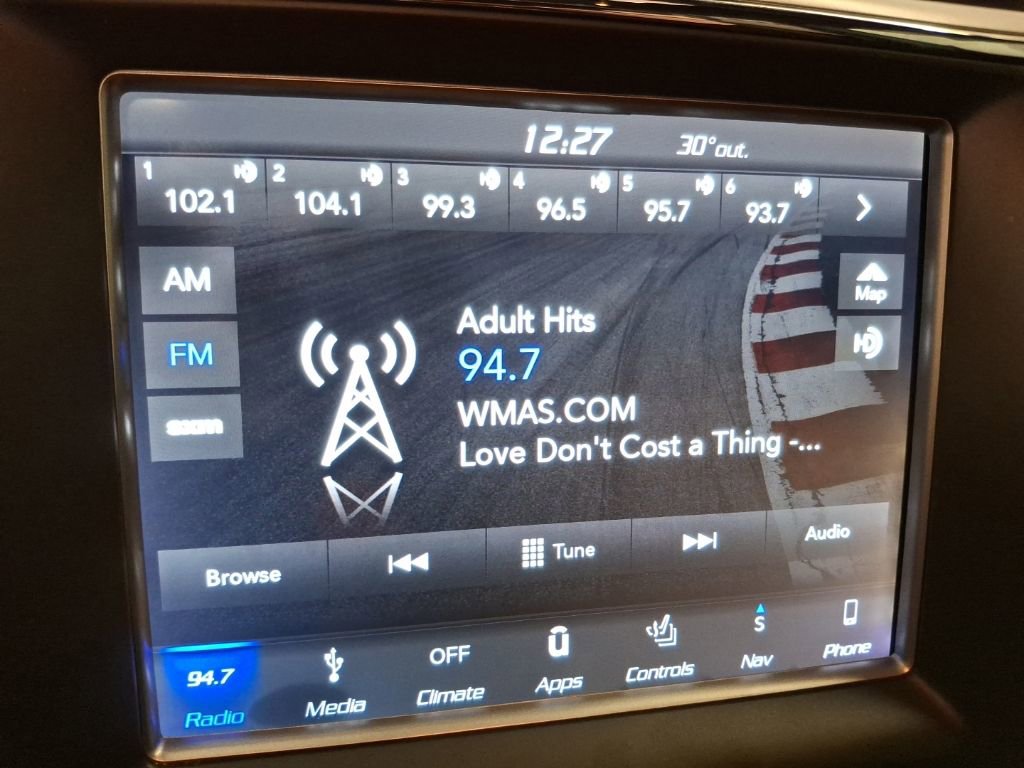 12:27 30°out.
1 2 3 4 5 6
102.1 104.1 99.3 96.5 95.7 93.7
AM
Adult Hits
Map
FM
94.7
HD
WMAS.COM
sxm
Love Don't Cost a Thing -...
Browse Tune Audio
94.7 OFF S
Radio Media Climate Apps Controls Nav Phone